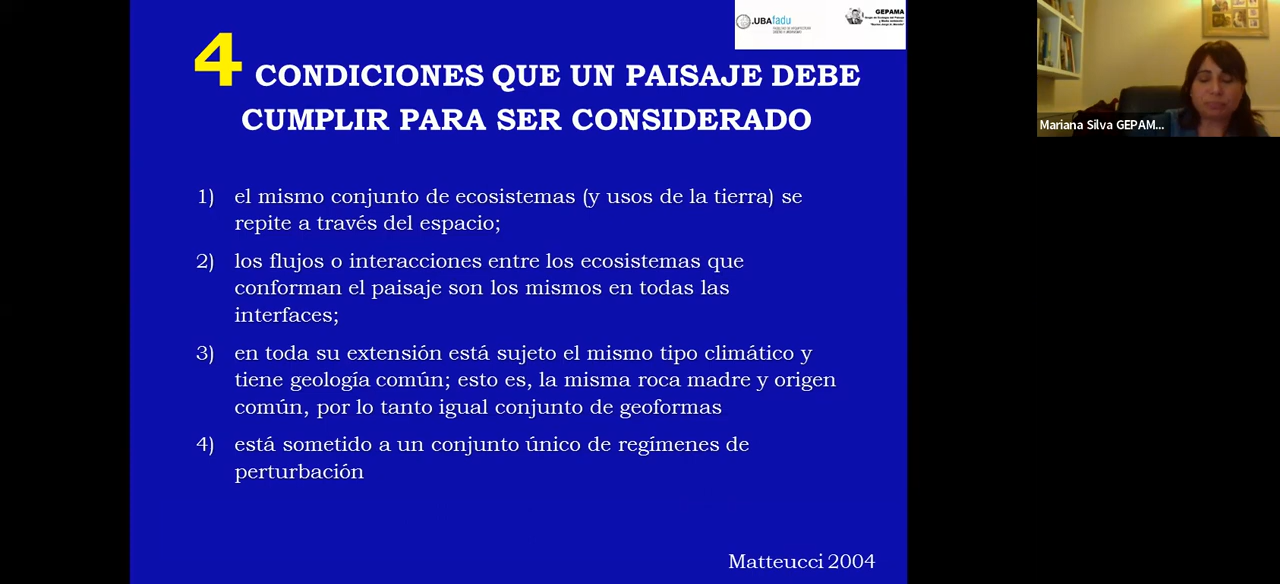 .UBAfadu
GEPAMA
4 CONDICIONES QUE UN PAISAJE DEBE
CUMPLIR PARA SER CONSIDERADO
1) el mismo conjunto de ecosistemas (y usos de la tierra) se
repite a través del espacio;
2) los flujos o interacciones entre los ecosistemas que
conforman el paisaje son los mismos en todas las
interfaces;
3) en toda su extensión está sujeto el mismo tipo climático y
tiene geología común; esto es, la misma roca madre y origen
común, por lo tanto igual conjunto de geoformas
4) está sometido a un conjunto único de regímenes de
perturbación
Matteucci 2004
Mariana Silva GEPAM...